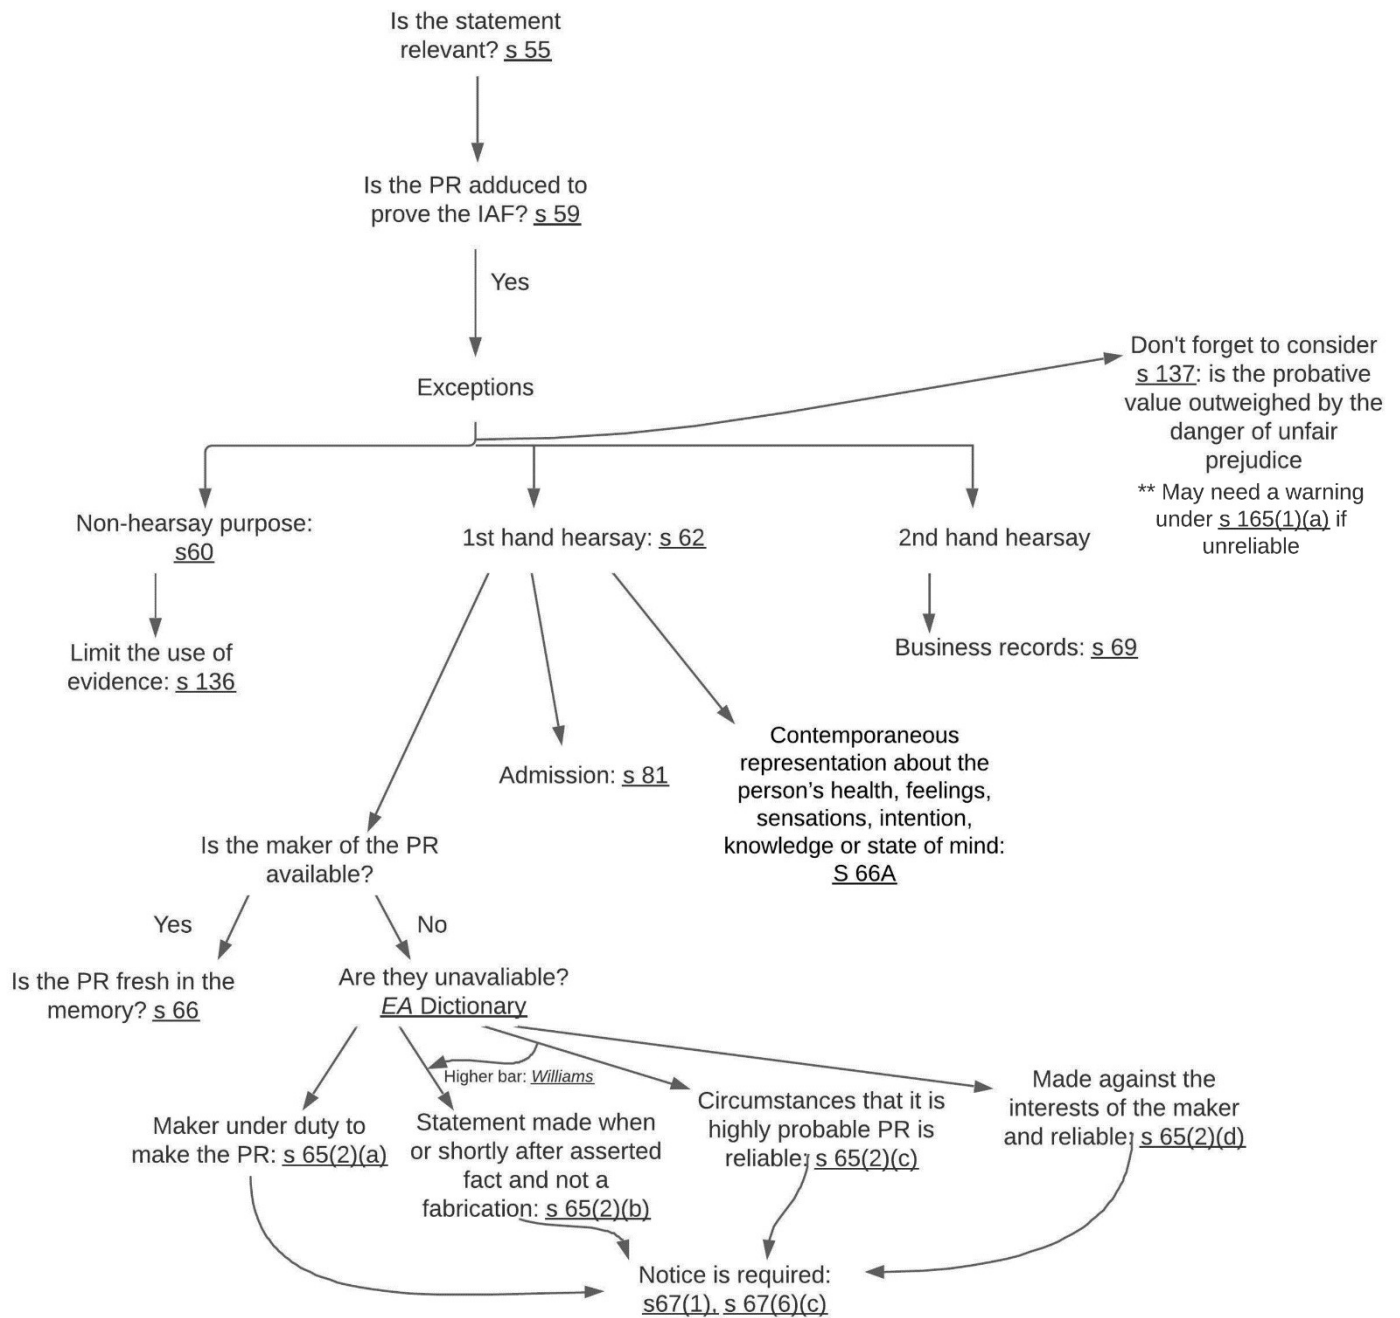 Is the statement
relevant? s 55
Is the PR adduced to
prove the IAF? s 59
Yes
Exceptions
Don't forget to consider
s 137: is the probative
value outweighed by the
danger of unfair
prejudice
** May need a warning
under s 165(1)(a) if
unreliable
Non-hearsay purpose:
s60
1st hand hearsay: s 62
2nd hand hearsay
Limit the use of
evidence: s 136
Business records: s 69
Admission: s 81
Contemporaneous
representation about the
person’s health, feelings,
sensations, intention,
knowledge or state of mind:
S 66A
Is the maker of the PR
available?
Yes
No
Is the PR fresh in the
memory? s 66
Are they unavaliable?
EA Dictionary
Higher bar: Williams
Maker under duty to
make the PR: s 65(2)(a)
Statement made when
or shortly after asserted
fact and not a
fabrication: s 65(2)(b)
Circumstances that it is
highly probable PR is
reliable: s 65(2)(c)
Made against the
interests of the maker
and reliable: s 65(2)(d)
Notice is required:
s67(1), s 67(6)(c)